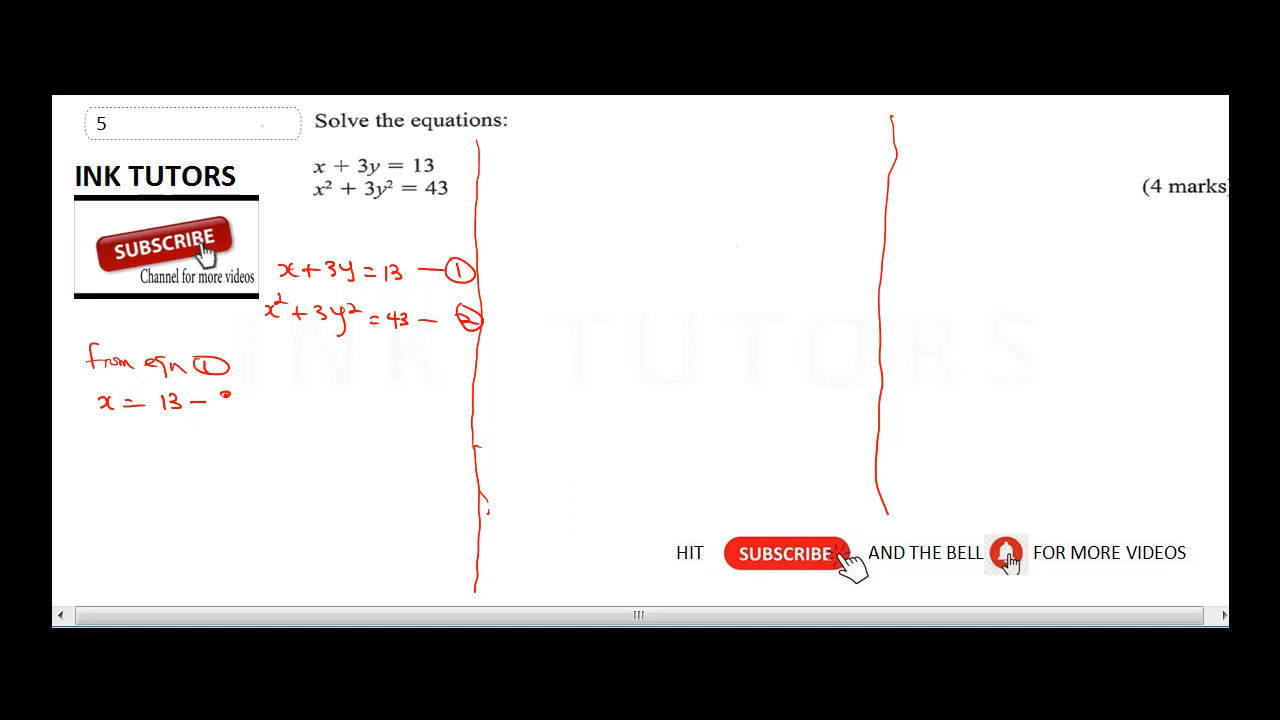 5
Solve the equations:
INK TUTORS
x + 3y = 13
x² + 3y² = 43
(4 marks)
SUBSCRIBE
Channel for more videos
x + 3y = 13 — ①
x² + 3y² = 43 — ②
from eqn ①
x = 13 −
INK TUTORS
HIT SUBSCRIBE AND THE BELL FOR MORE VIDEOS